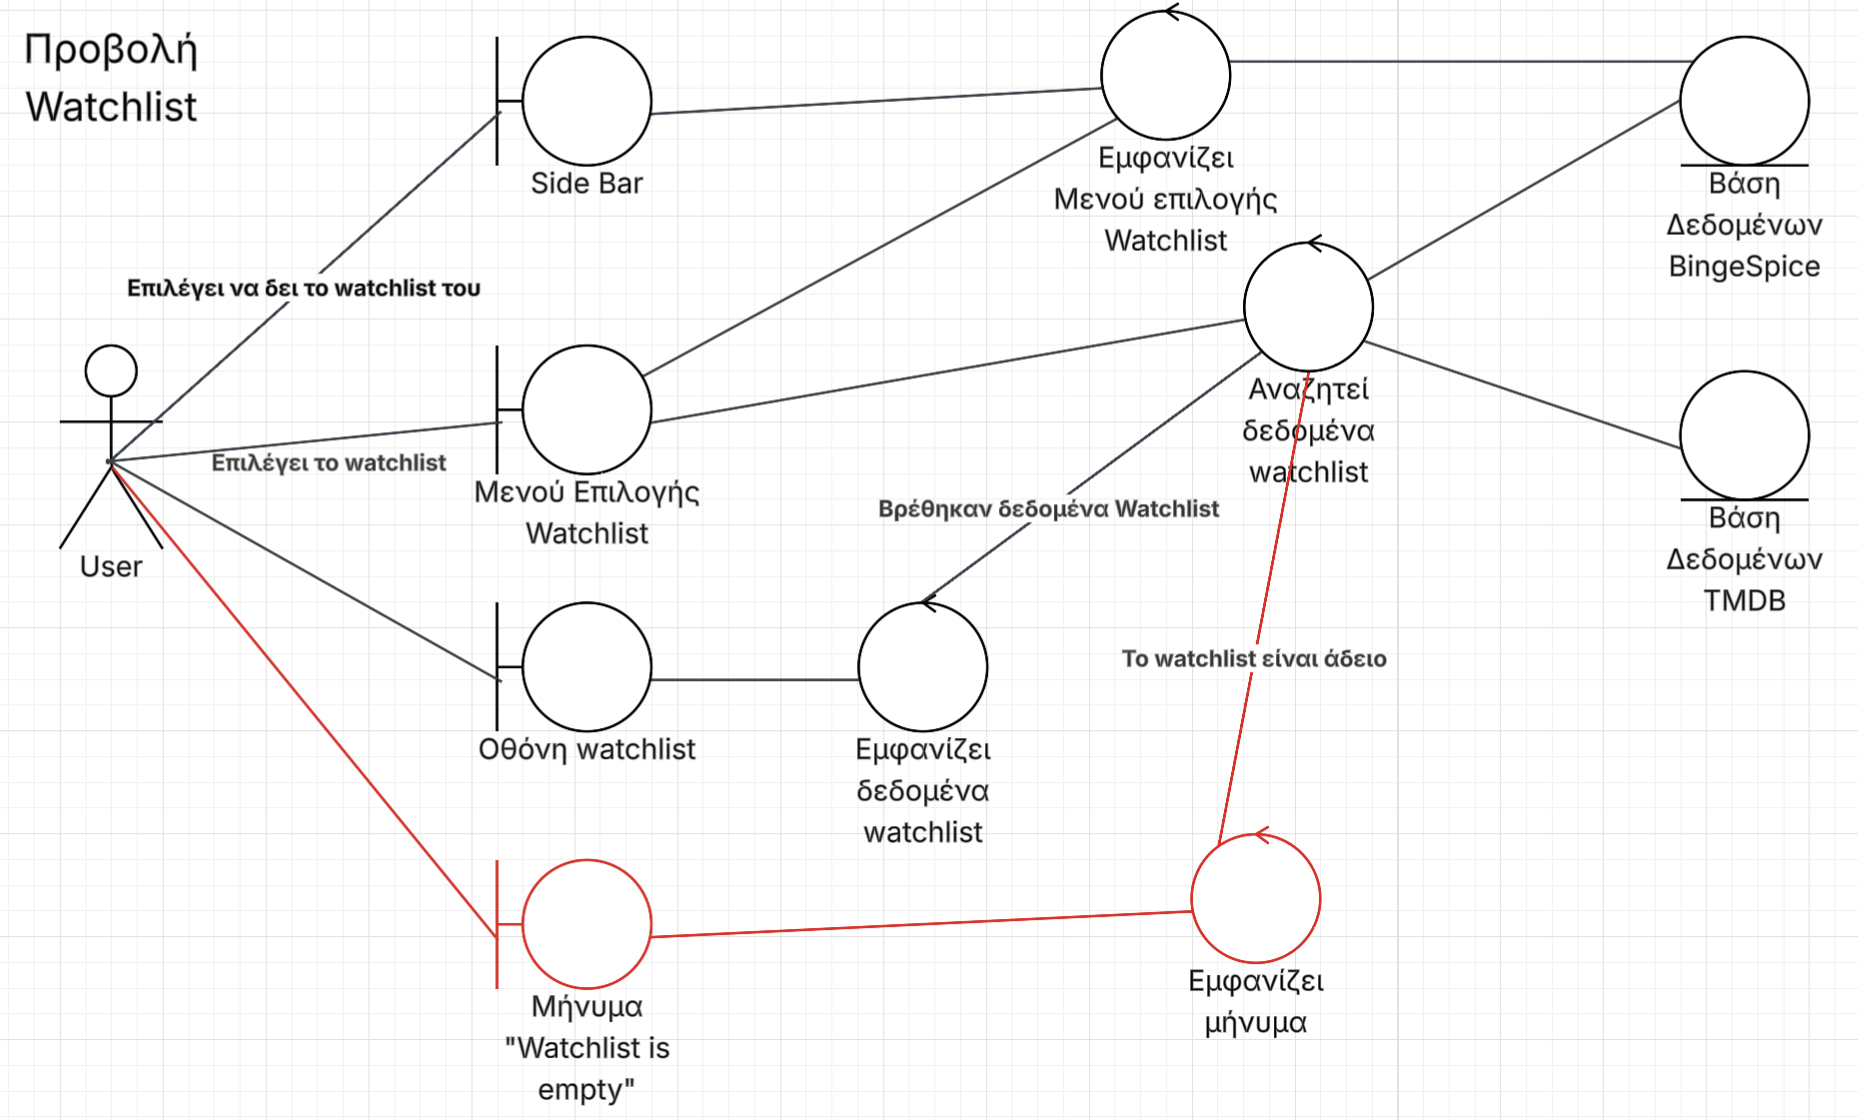 Προβολή
Watchlist
Side Bar
Εμφανίζει
Μενού επιλογής
Watchlist
Βάση
Δεδομένων
BingeSpice
Επιλέγει να δει το watchlist του
User
Επιλέγει το watchlist
Μενού Επιλογής
Watchlist
Αναζητεί
δεδομένα
watchlist
Βρέθηκαν δεδομένα Watchlist
Βάση
Δεδομένων
TMDB
Οθόνη watchlist
Εμφανίζει
δεδομένα
watchlist
Το watchlist είναι άδειο
Μήνυμα
"Watchlist is
empty"
Εμφανίζει
μήνυμα